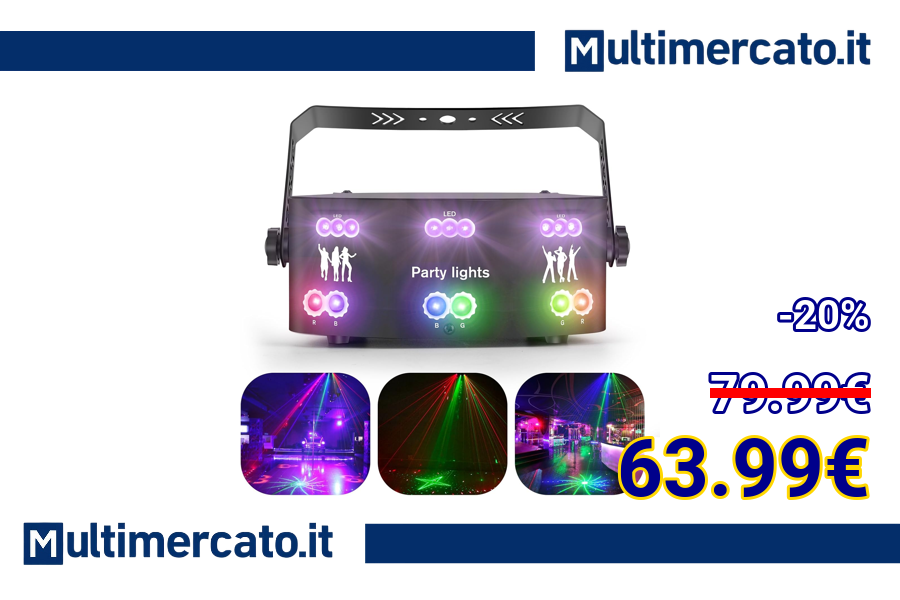 Multimercato.it
LED
LED
LED
Party lights
R B
B G
G R
-20%
79.99€
63.99€
Multimercato.it